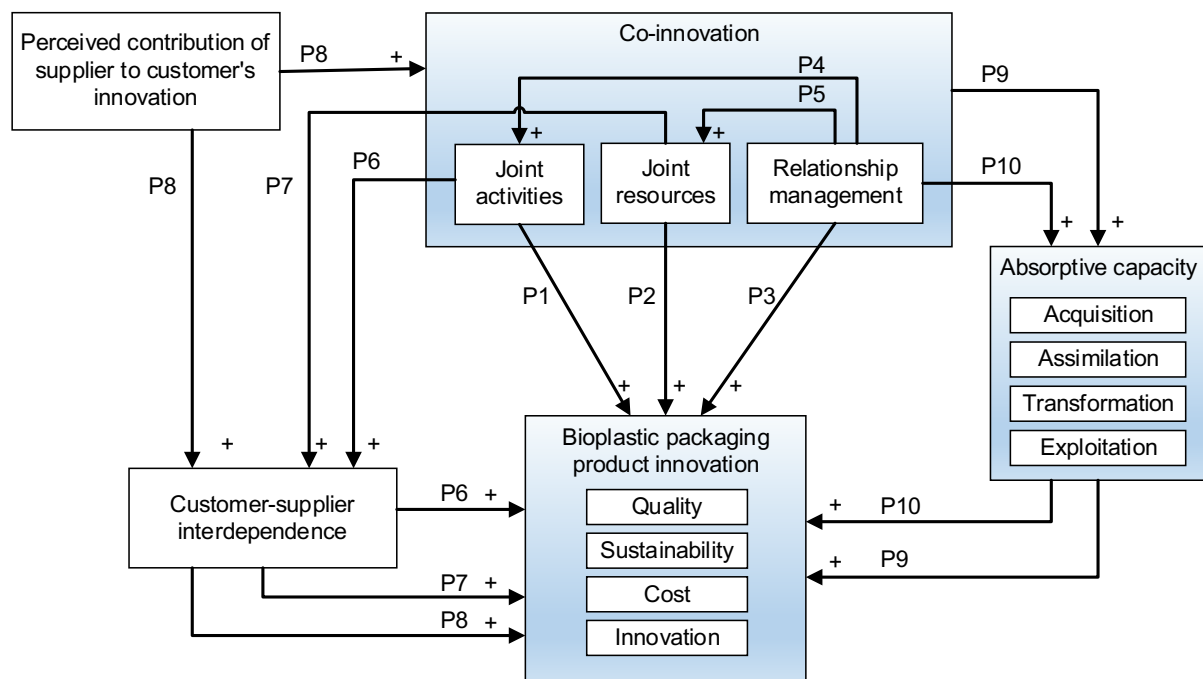 Perceived contribution of
supplier to customer's
innovation
P8
+
Co-innovation
P4
P5
+
+
P9
P6
Joint
activities
Joint
resources
Relationship
management
P10
P8
P7
+
+
Absorptive capacity
P1
P2
P3
Acquisition
Assimilation
Transformation
Exploitation
+
+
+
+
+
+
Bioplastic packaging
product innovation
Customer-supplier
interdependence
P6
+
Quality
+
P10
Sustainability
+
P9
P7
+
Cost
P8
+
Innovation